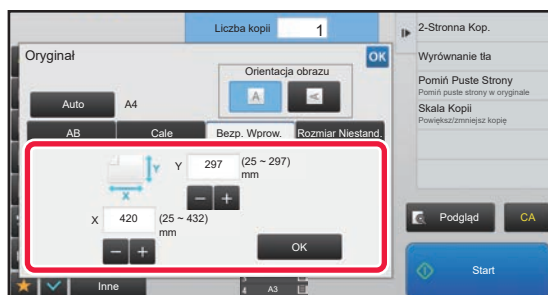 Liczba kopii 1
Oryginał
OK
Orientacja obrazu
A A
Auto A4
AB Cale Bezp. Wprow. Rozmiar Niestand.
Y 297 (25 ~ 297)
mm
Y
X
X 420 (25 ~ 432)
mm
OK
Inne
A3
2-Stronna Kop.
Wyrównanie tła
Pomiń Puste Strony
Pomiń puste strony w oryginale
Skala Kopii
Powiększ/zmniejsz kopię
Podgląd CA
Start